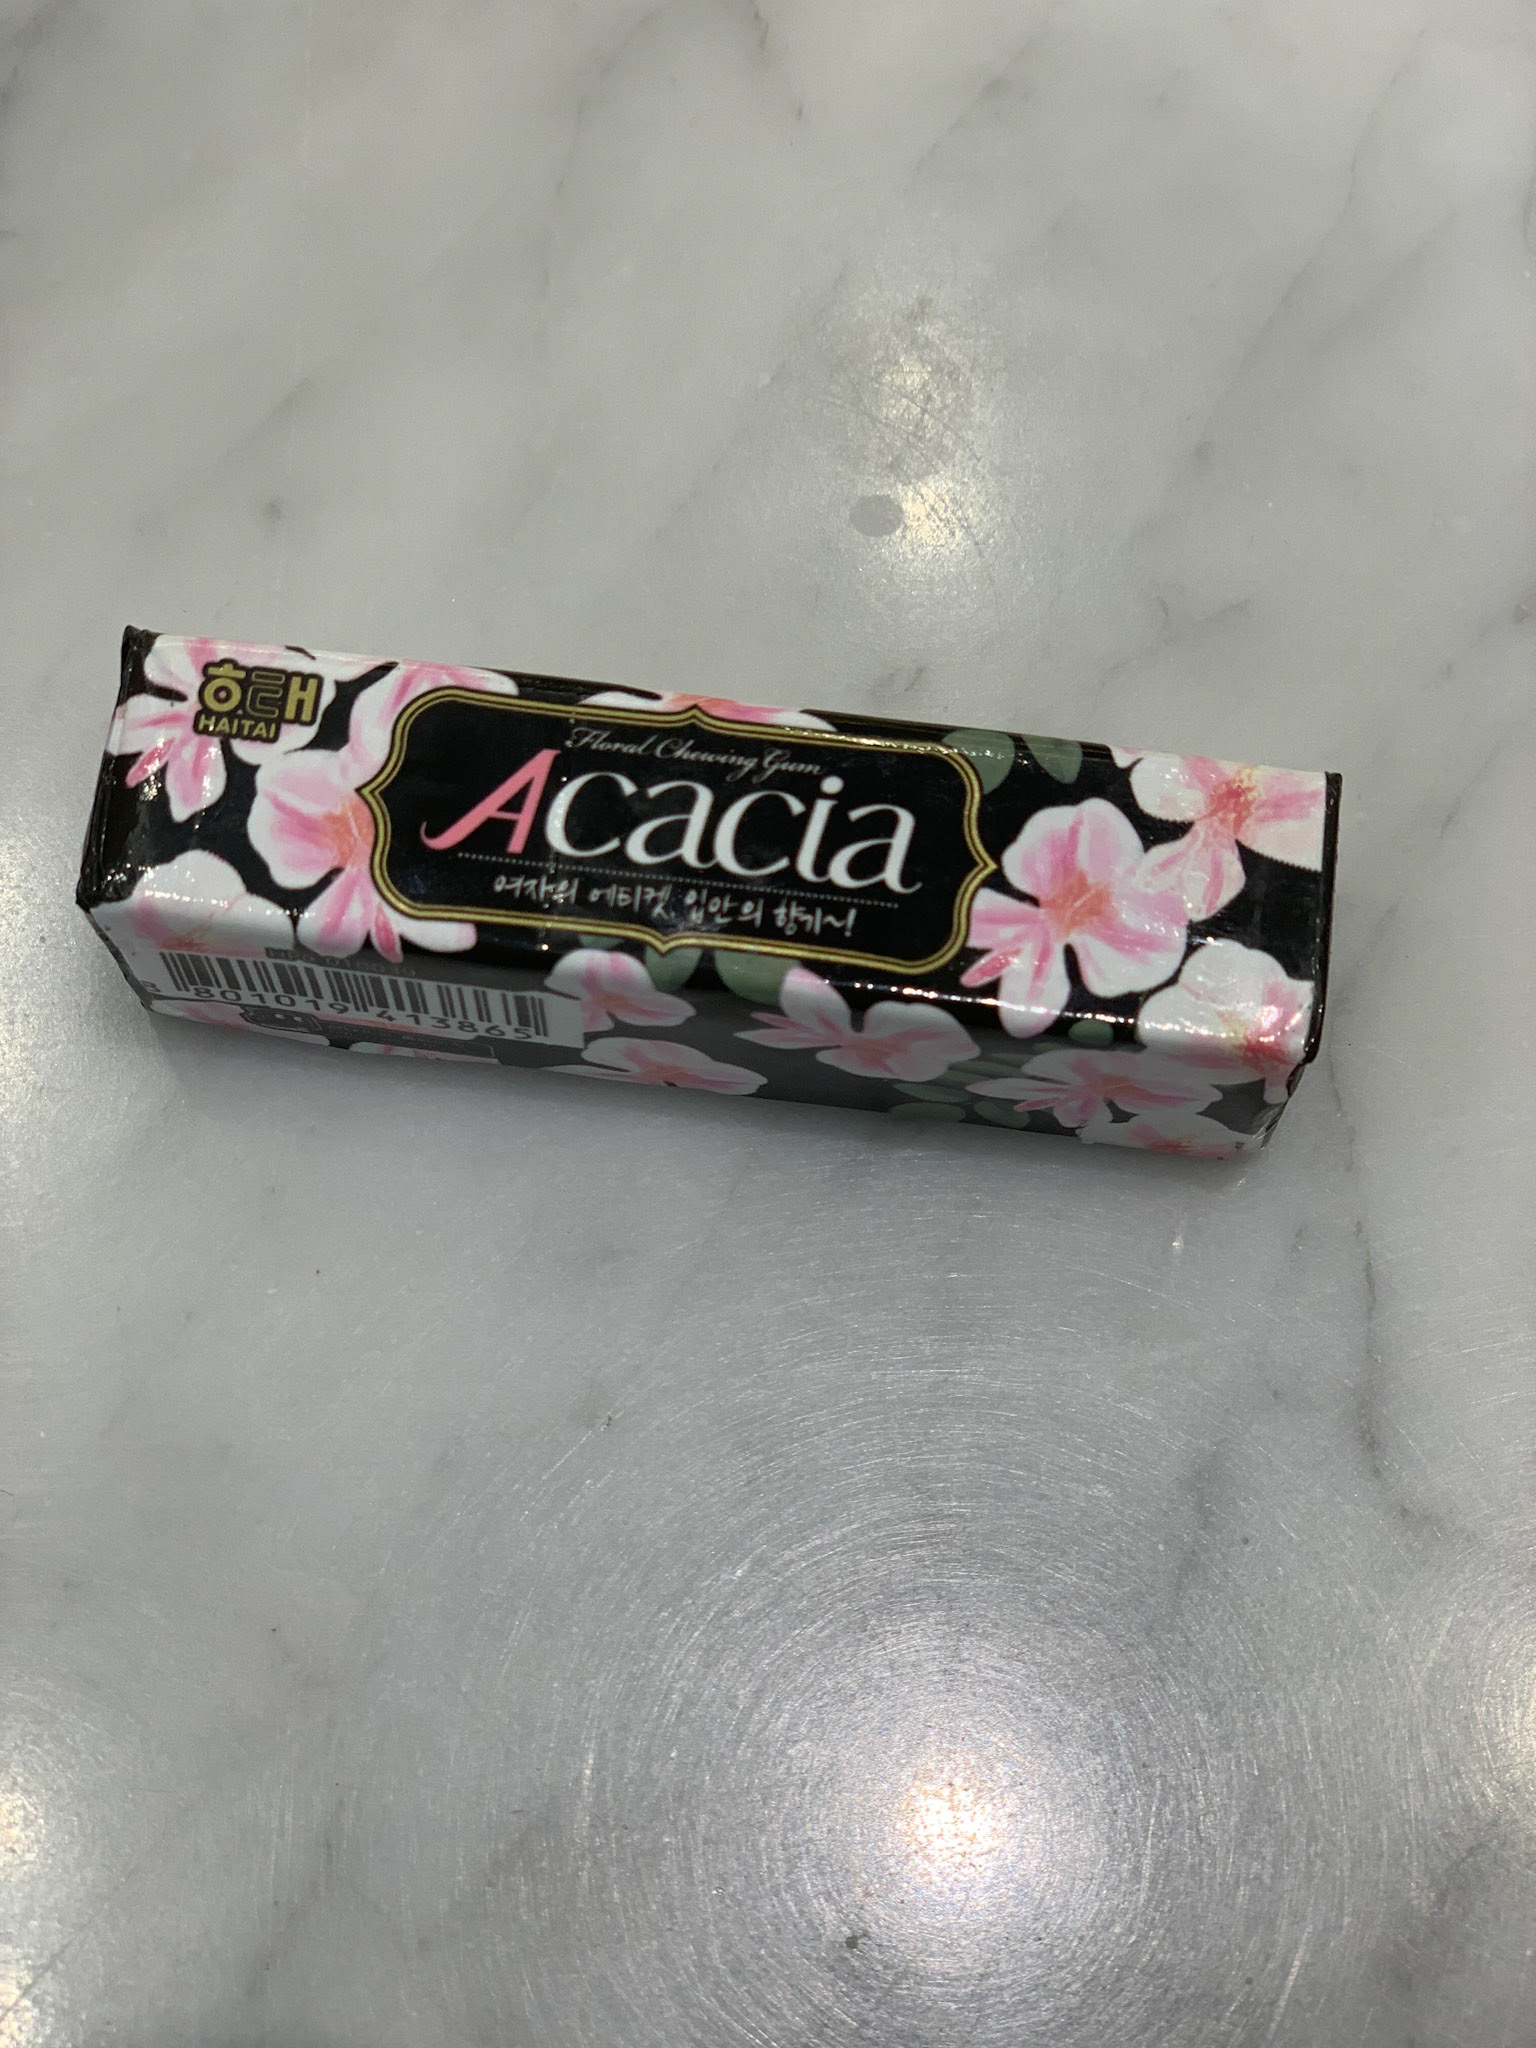 해태
HAITAI
Floral Chewing Gum
Acacia
여자의 에티켓, 입안의 향기~!
8 801019 413865